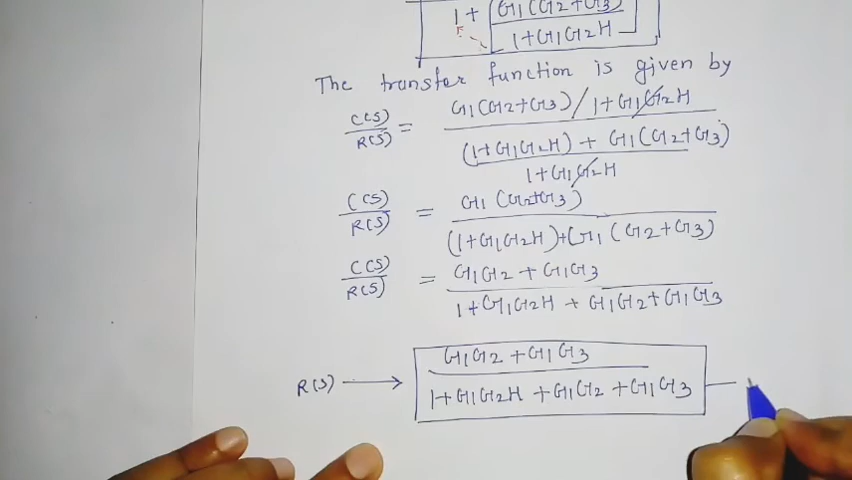 1 + G1(G2+G3)
1+G1G2H
The transfer function is given by
C(S)/R(S) = G1(G2+G3) / 1+G1G2H
(1+G1G2H) + G1(G2+G3)
1+G1G2H
C(S)/R(S) = G1(G2+G3)
(1+G1G2H)+G1(G2+G3)
C(S)/R(S) = G1G2 + G1G3
1+G1G2H + G1G2+G1G3
G1G2 + G1G3
R(S)
1+G1G2H + G1G2 + G1G3